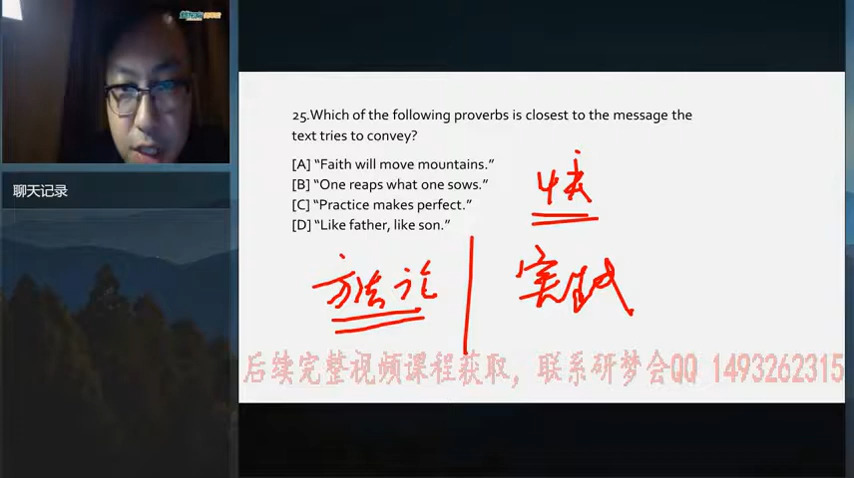 聊天记录
25.Which of the following proverbs is closest to the message the
text tries to convey?
[A] “Faith will move mountains.”
[B] “One reaps what one sows.”
[C] “Practice makes perfect.”
[D] “Like father, like son.”
方法论
实践
后续完整视频课程获取，联系研梦会QQ 1493262315